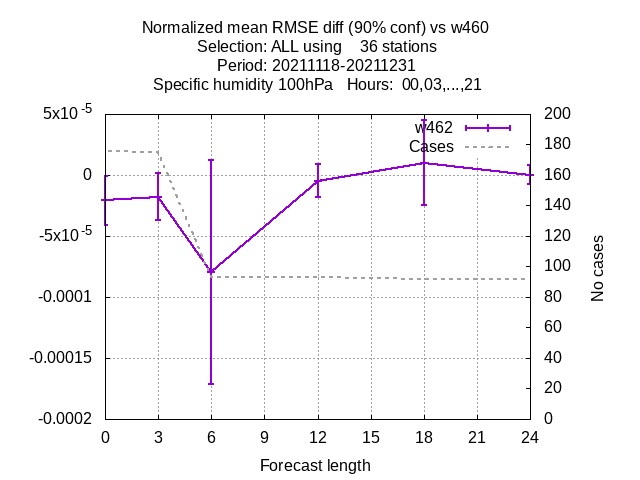 Normalized mean RMSE diff (90% conf) vs w460
Selection: ALL using    36 stations
Period: 20211118-20211231
Specific humidity 100hPa   Hours:  00,03,...,21
5x10-5
0
-5x10-5
-0.0001
-0.00015
-0.0002
w462
Cases
200
180
160
140
120
100
80
60
40
20
0
No cases
0 3 6 9 12 15 18 21 24
Forecast length